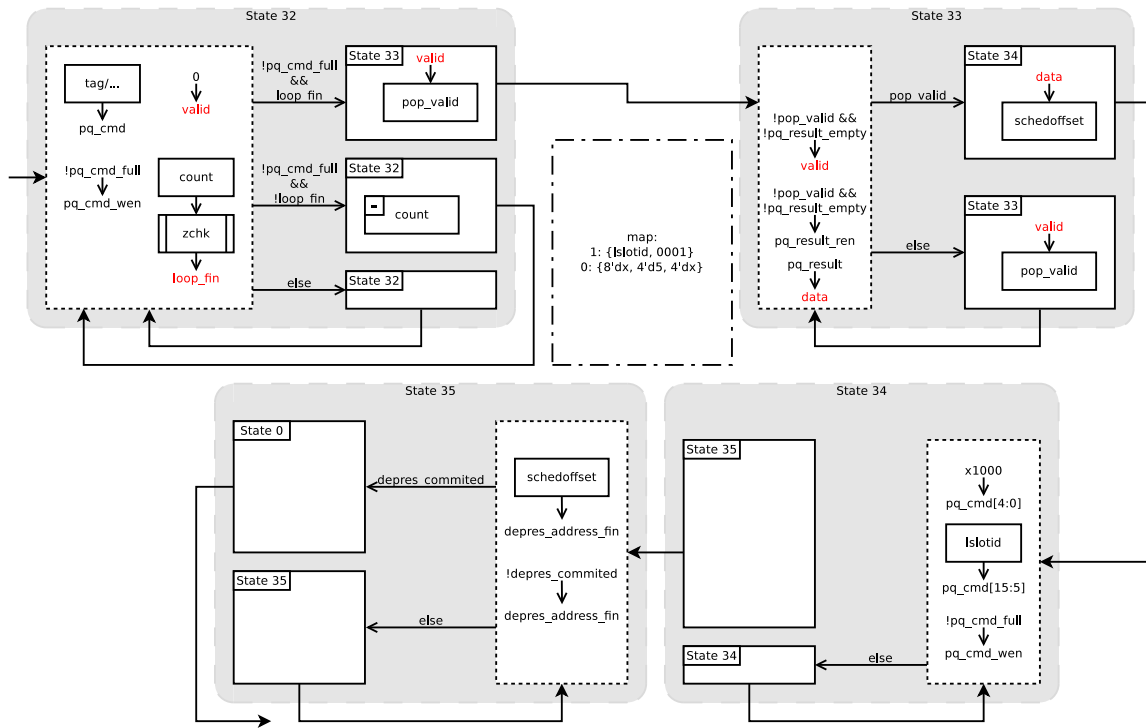 State 32
tag/...
pq_cmd
0
valid
!pq_cmd_full
pq_cmd_wen
count
zchk
loop_fin
!pq_cmd_full
&&
loop_fin
State 33
valid
pop_valid
!pq_cmd_full
&&
!loop_fin
State 32
-
count
else
State 32
map:
1: {lslotid, 0001}
0: {8'dx, 4'd5, 4'dx}
State 33
!pop_valid &&
!pq_result_empty
valid
!pop_valid &&
!pq_result_empty
pq_result_ren
pq_result
data
pop_valid
State 34
data
schedoffset
else
State 33
valid
pop_valid
State 35
State 0
depres_commited
schedoffset
depres_address_fin
!depres_commited
depres_address_fin
State 35
else
State 34
State 35
x1000
pq_cmd[4:0]
lslotid
pq_cmd[15:5]
!pq_cmd_full
pq_cmd_wen
State 34
else